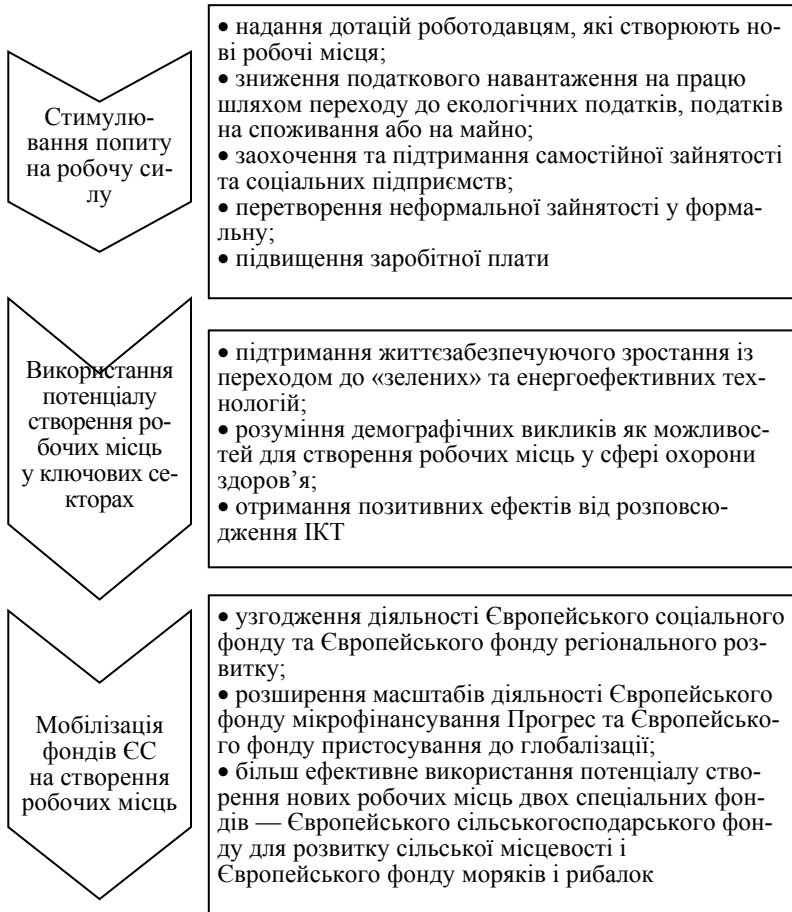 Стимулю-
вання попиту
на робочу си-
лу
• надання дотацій роботодавцям, які створюють но-
ві робочі місця;
• зниження податкового навантаження на працю
шляхом переходу до екологічних податків, податків
на споживання або на майно;
• заохочення та підтримання самостійної зайнятості
та соціальних підприємств;
• перетворення неформальної зайнятості у форма-
льну;
• підвищення заробітної плати
Використання
потенціалу
створення ро-
бочих місць
у ключових се-
кторах
• підтримання життєзабезпечуючого зростання із
переходом до «зелених» та енергоефективних тех-
нологій;
• розуміння демографічних викликів як можливос-
тей для створення робочих місць у сфері охорони
здоров’я;
• отримання позитивних ефектів від розповсю-
дження ІКТ
Мобілізація
фондів ЄС
на створення
робочих місць
• узгодження діяльності Європейського соціального
фонду та Європейського фонду регіонального роз-
витку;
• розширення масштабів діяльності Європейського
фонду мікрофінансування Прогрес та Європейсько-
го фонду пристосування до глобалізації;
• більш ефективне використання потенціалу ство-
рення нових робочих місць двох спеціальних фон-
дів — Європейського сільськогосподарського фон-
ду для розвитку сільської місцевості і
Європейського фонду моряків і рибалок